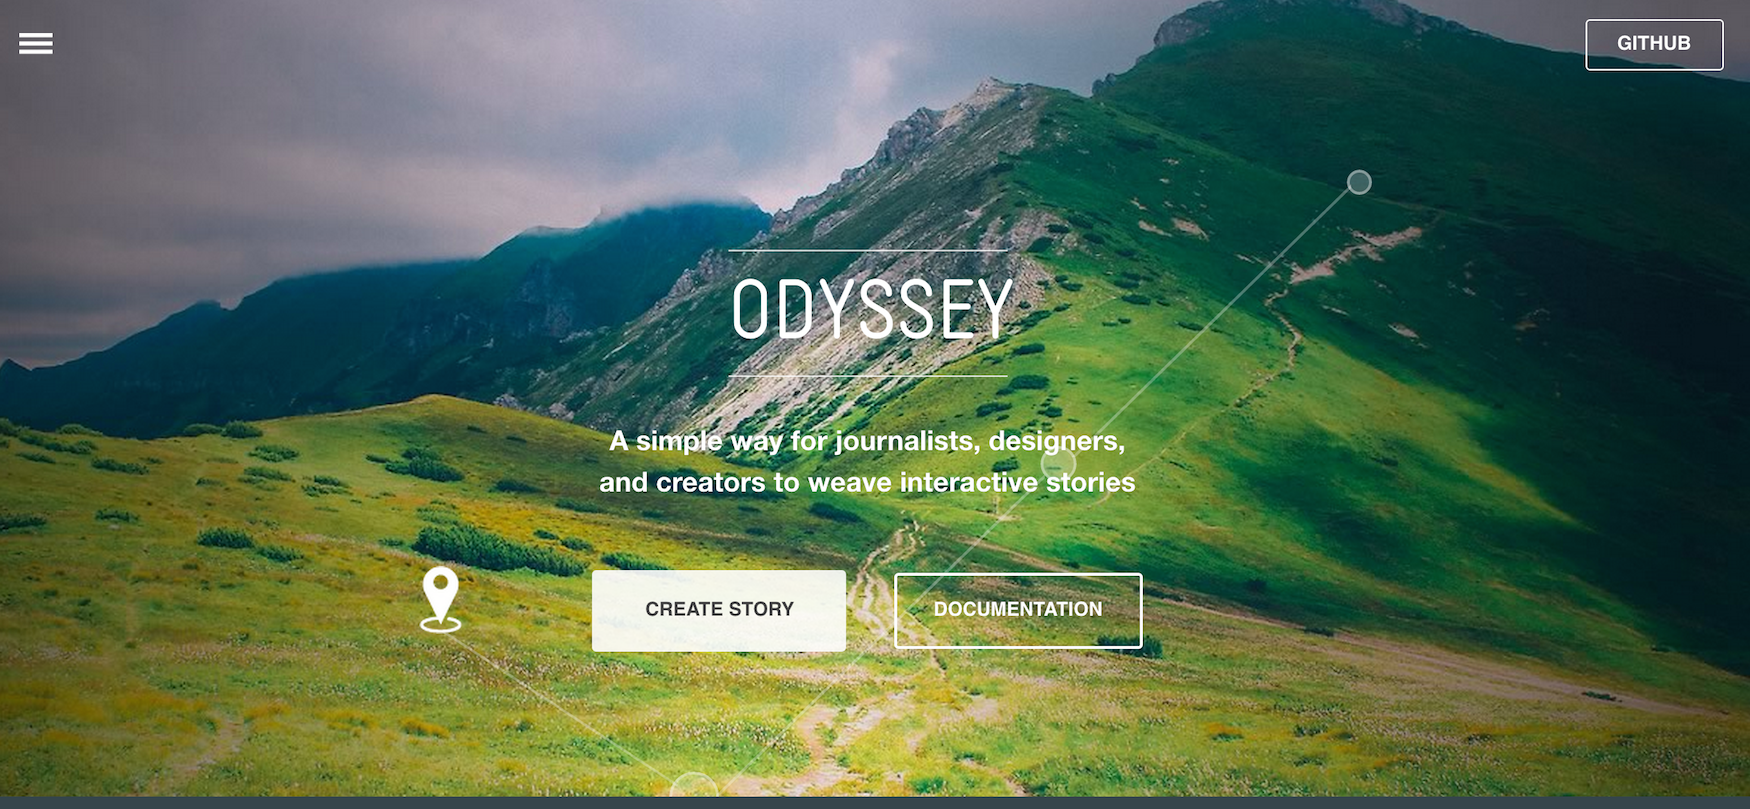 GITHUB
ODYSSEY
A simple way for journalists, designers,
and creators to weave interactive stories
CREATE STORY
DOCUMENTATION